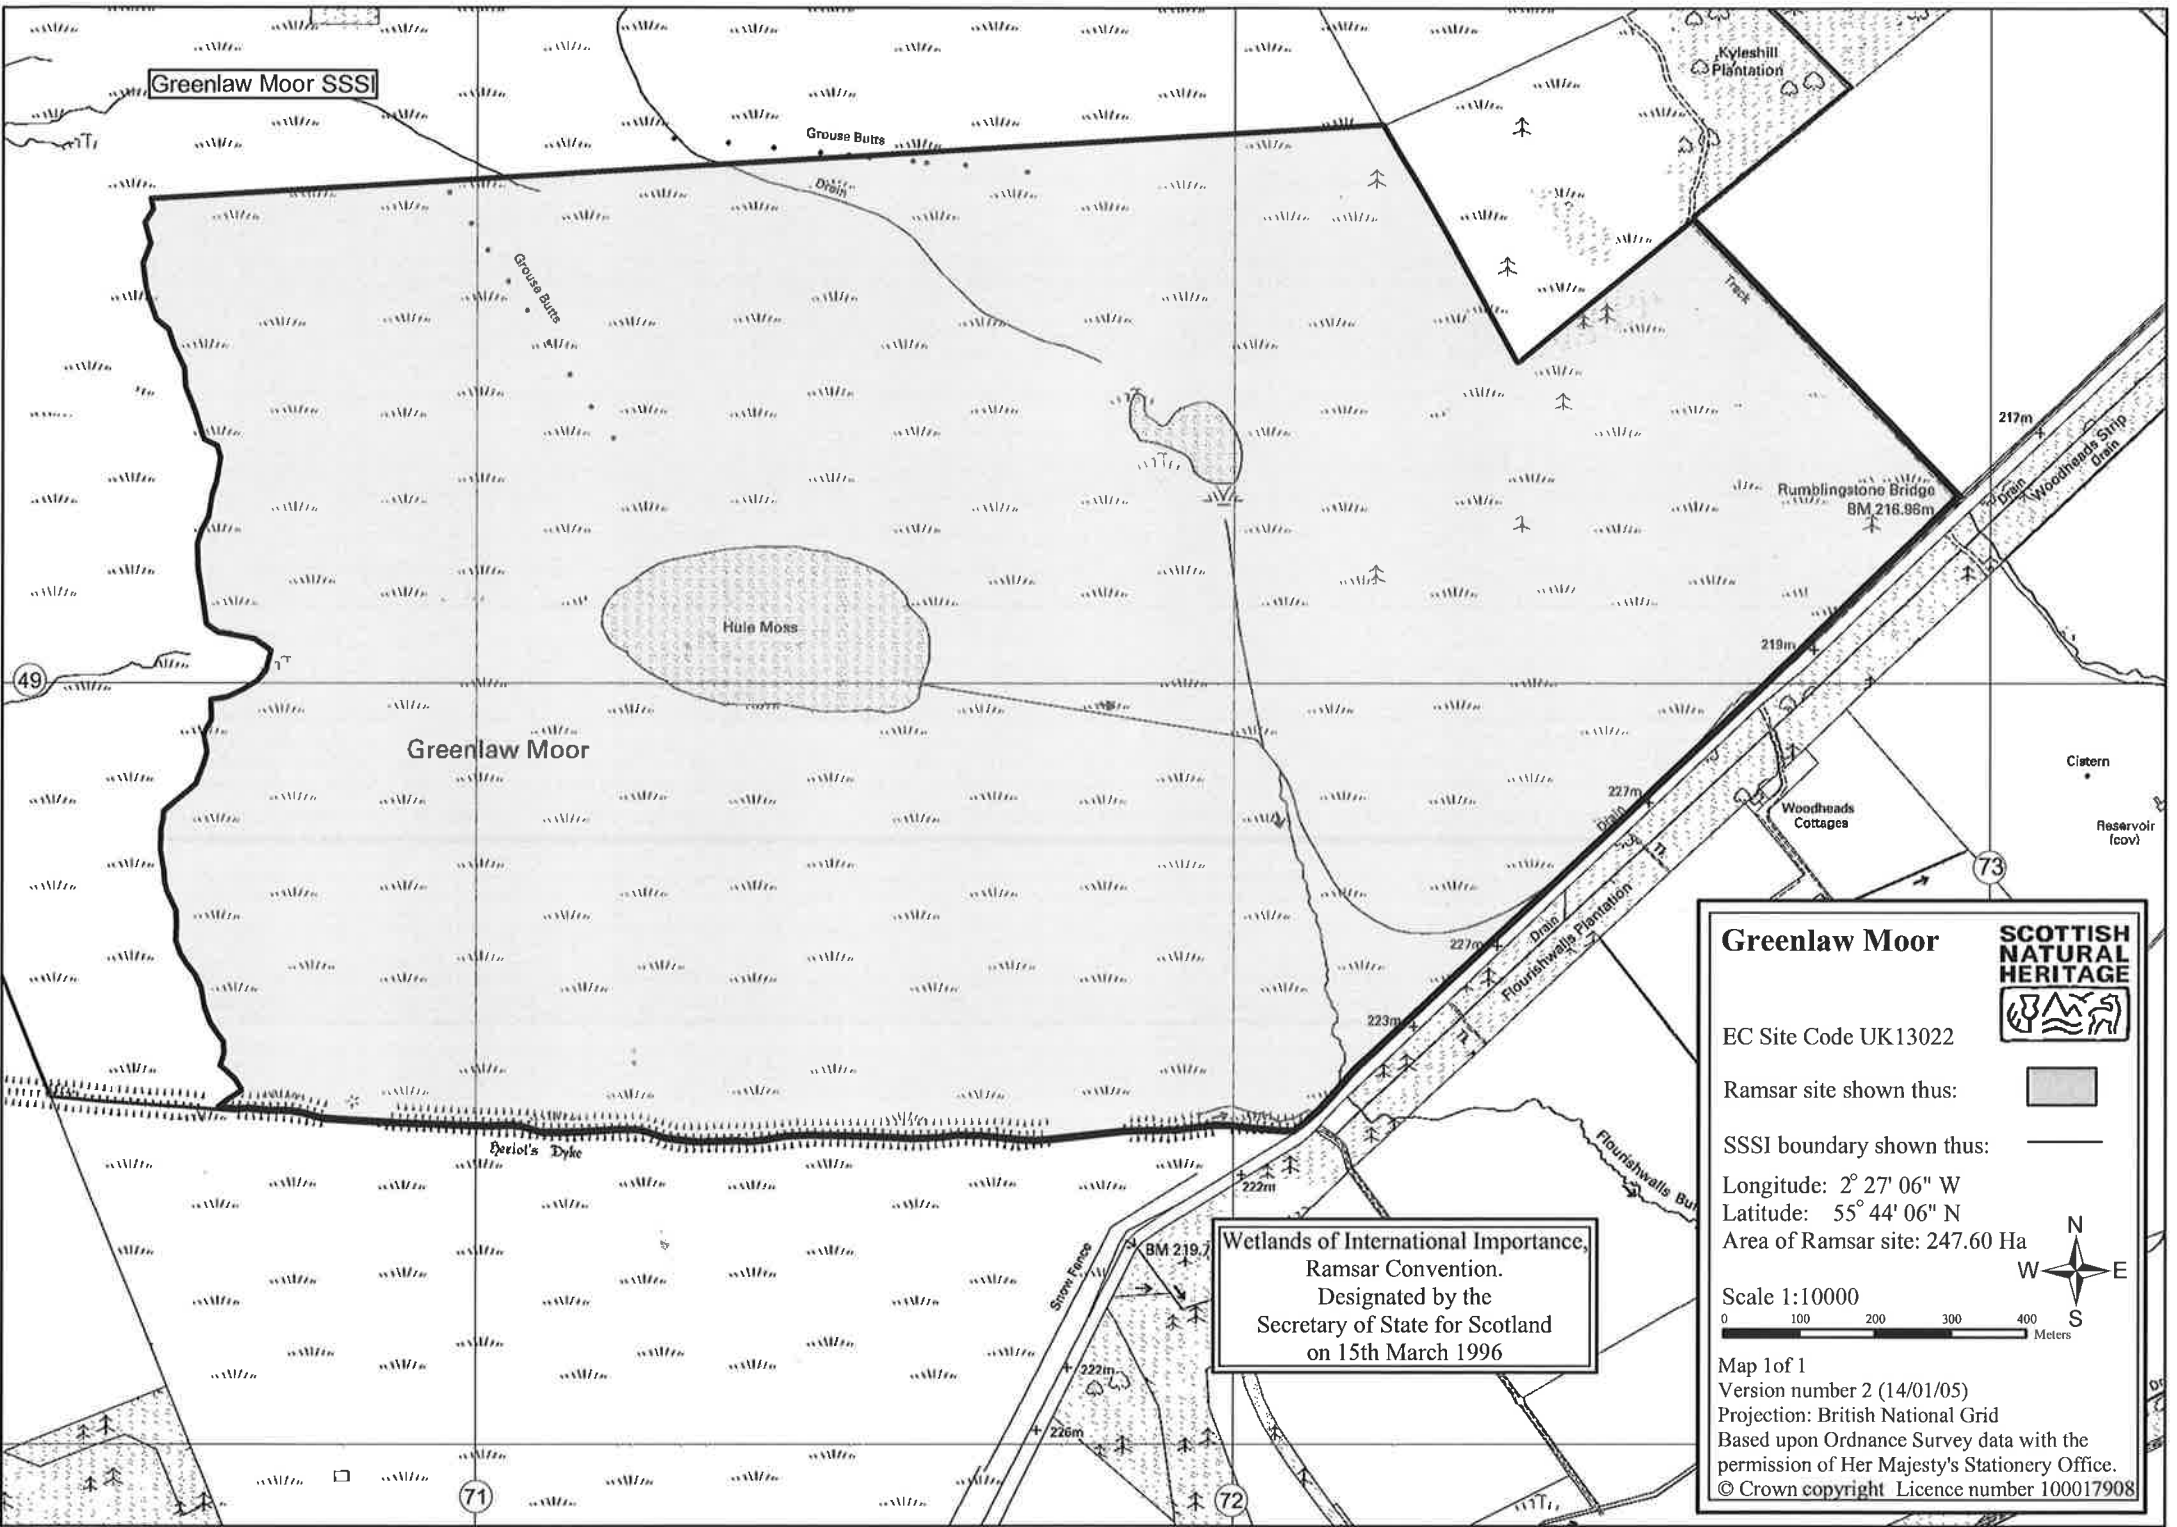 Greenlaw Moor SSSI
Kyleshill
Plantation
Grouse Butts
Drain
Grouse Butts
Track
217m
Woodheads Strip
Drain
Drain
Rumblingstone Bridge
BM 216.96m
Hule Moss
219m
49
Greenlaw Moor
Cistern
227m
Woodheads
Cottages
Reservoir
(cov)
Drain
Tk
73
Drain
227m
Flourishwalls Plantation
223m
Tk
Heriot's Dyke
Flourishwalls Bur
222m
BM 219.7
Snow Fence
222m
226m
71
72
Wetlands of International Importance,
Ramsar Convention.
Designated by the
Secretary of State for Scotland
on 15th March 1996
Greenlaw Moor
SCOTTISH
NATURAL
HERITAGE
EC Site Code UK13022
Ramsar site shown thus:
SSSI boundary shown thus:
Longitude: 2° 27' 06" W
Latitude: 55° 44' 06" N
Area of Ramsar site: 247.60 Ha
N
W E
S
Scale 1:10000
0 100 200 300 400
Meters
Map 1of 1
Version number 2 (14/01/05)
Projection: British National Grid
Based upon Ordnance Survey data with the
permission of Her Majesty's Stationery Office.
© Crown copyright Licence number 100017908